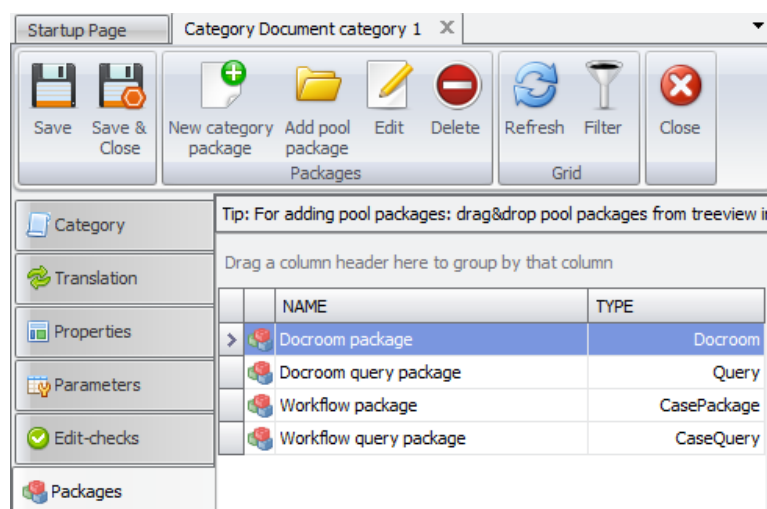 Startup Page
Category Document category 1
Save
Save & Close
New category package
Add pool package
Edit
Delete
Refresh
Filter
Close
Packages
Grid
Category
Translation
Properties
Parameters
Edit-checks
Packages
Tip: For adding pool packages: drag&drop pool packages from treeview i
Drag a column header here to group by that column
NAME TYPE
Docroom package Docroom
Docroom query package Query
Workflow package CasePackage
Workflow query package CaseQuery